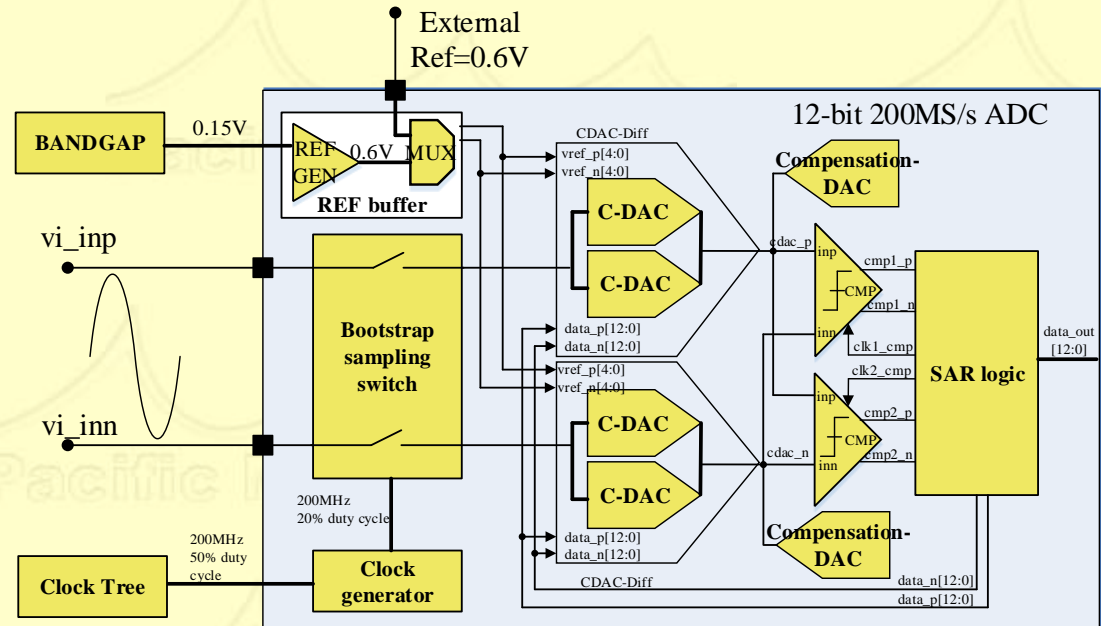 External
Ref=0.6V
12-bit 200MS/s ADC
BANDGAP
0.15V
REF
GEN
0.6V
MUX
REF buffer
CDAC-Diff
vref_p[4:0]
vref_n[4:0]
C-DAC
C-DAC
data_p[12:0]
data_n[12:0]
Compensation-
DAC
vi_inp
Bootstrap
sampling
switch
vi_inn
cdac_p
inp
CMP
inn
cmp1_p
cmp1_n
clk1_cmp
clk2_cmp
SAR logic
data_out
[12:0]
vref_p[4:0]
vref_n[4:0]
C-DAC
C-DAC
data_p[12:0]
data_n[12:0]
CDAC-Diff
cdac_n
inp
CMP
inn
cmp2_p
cmp2_n
Compensation-
DAC
data_n[12:0]
data_p[12:0]
200MHz
20% duty
cycle
200MHz
50% duty
cycle
Clock Tree
Clock
generator
Pacific